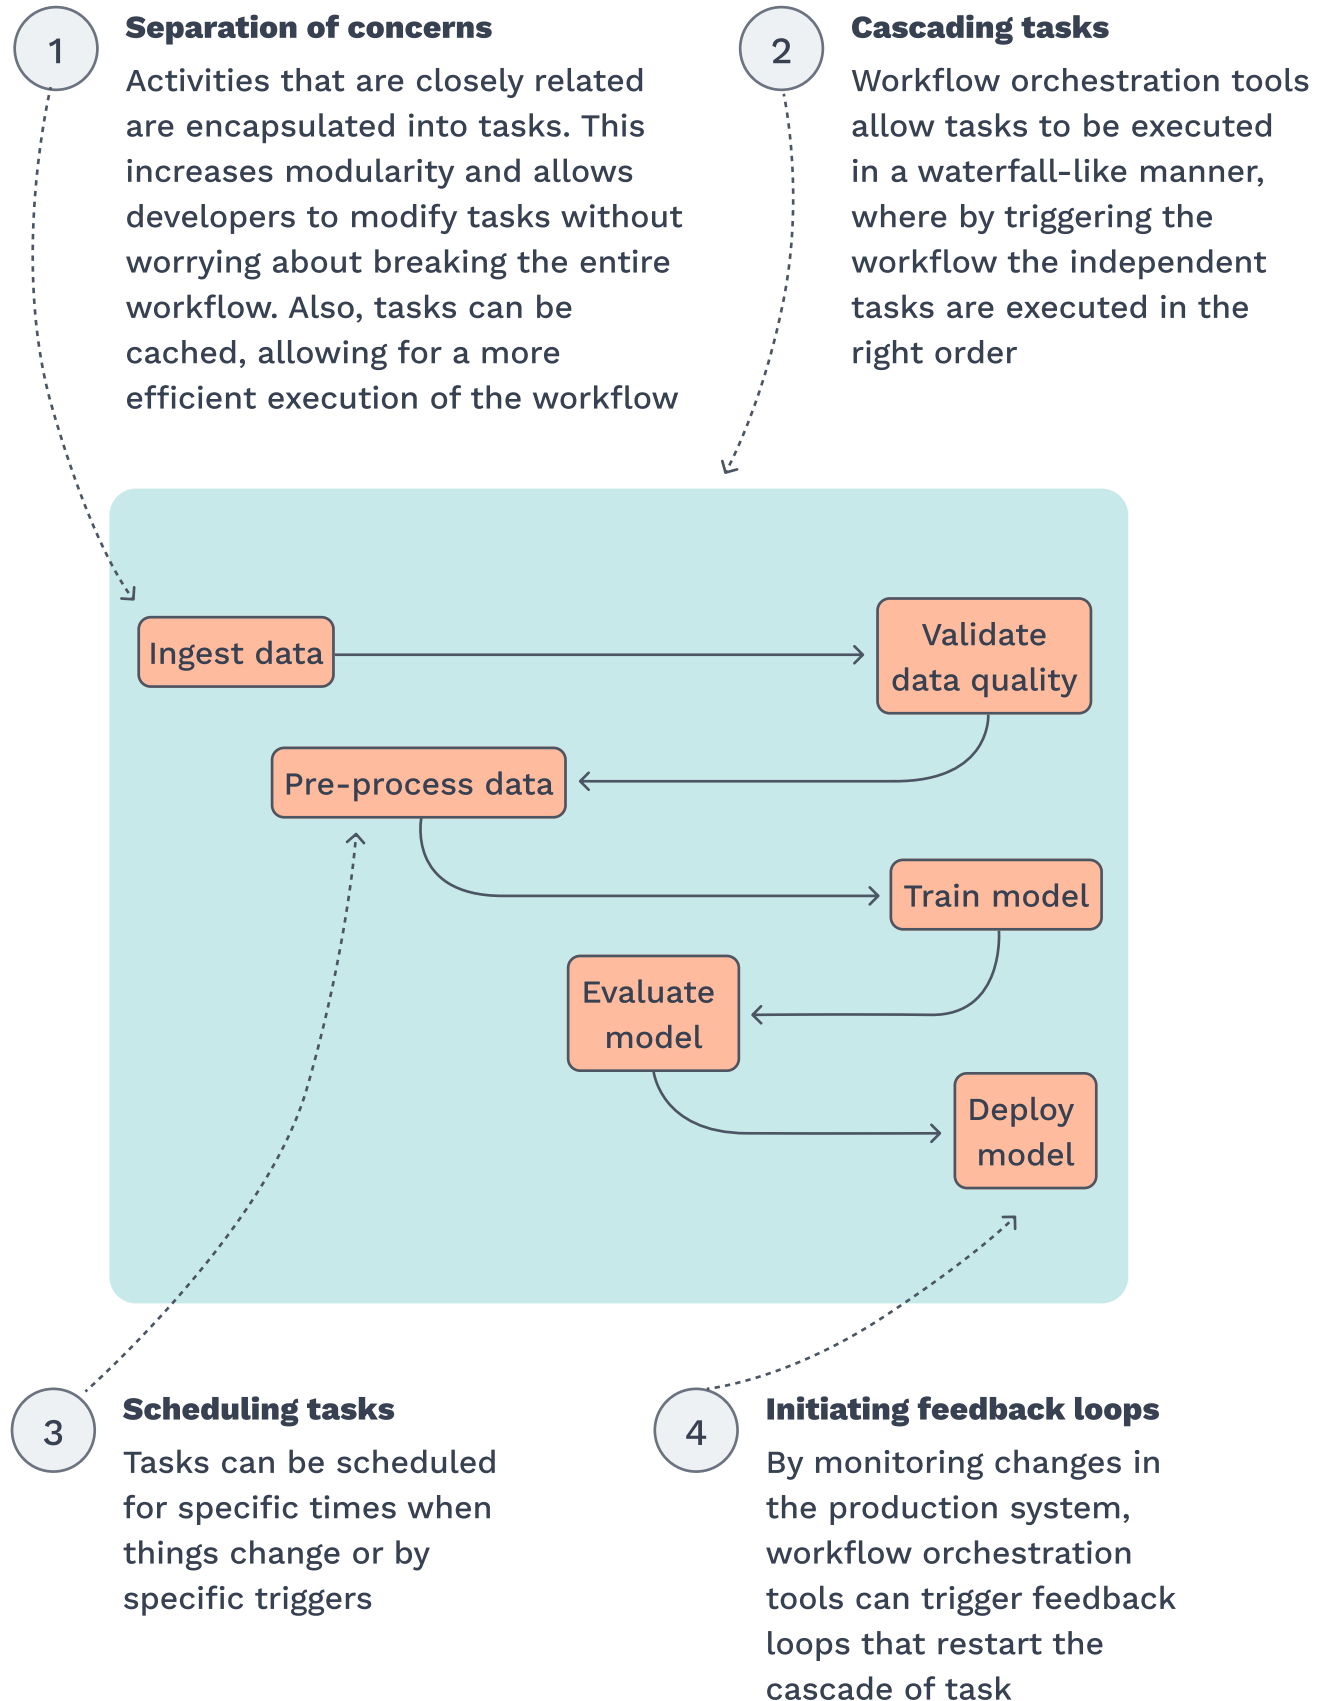 1
Separation of concerns
Activities that are closely related
are encapsulated into tasks. This
increases modularity and allows
developers to modify tasks without
worrying about breaking the entire
workflow. Also, tasks can be
cached, allowing for a more
efficient execution of the workflow
2
Cascading tasks
Workflow orchestration tools
allow tasks to be executed
in a waterfall-like manner,
where by triggering the
workflow the independent
tasks are executed in the
right order
Ingest data
Validate
data quality
Pre-process data
Train model
Evaluate
model
Deploy
model
3
Scheduling tasks
Tasks can be scheduled
for specific times when
things change or by
specific triggers
4
Initiating feedback loops
By monitoring changes in
the production system,
workflow orchestration
tools can trigger feedback
loops that restart the
cascade of task